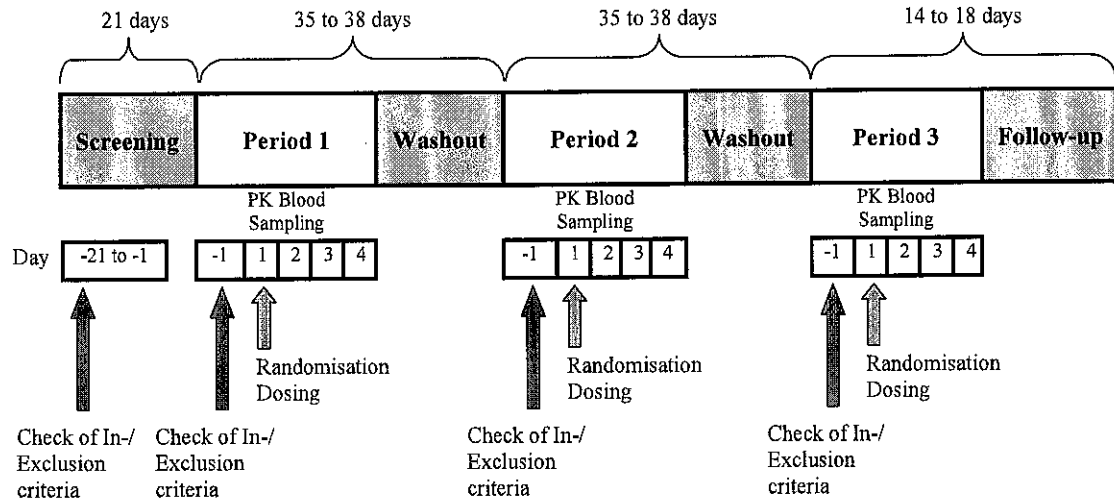 21 days
35 to 38 days
35 to 38 days
14 to 18 days
Screening
Period 1
Washout
Period 2
Washout
Period 3
Follow-up
PK Blood
Sampling
PK Blood
Sampling
PK Blood
Sampling
Day
-21 to -1
-1 1 2 3 4
-1 1 2 3 4
-1 1 2 3 4
Randomisation
Dosing
Randomisation
Dosing
Randomisation
Dosing
Check of In-/
Exclusion
criteria
Check of In-/
Exclusion
criteria
Check of In-/
Exclusion
criteria
Check of In-/
Exclusion
criteria